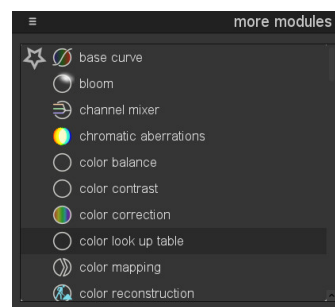 more modules
base curve
bloom
channel mixer
chromatic aberrations
color balance
color contrast
color correction
color look up table
color mapping
color reconstruction